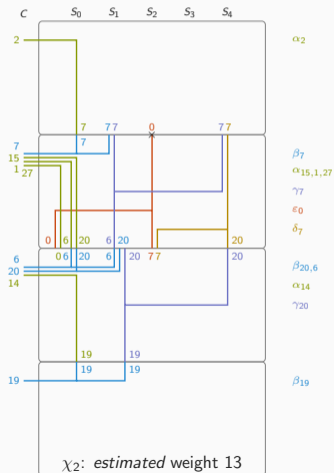 C S₀ S₁ S₂ S₃ S₄
2 α₂
7 7 7 0 7 7
7 7 β₇
15 α₁₅,₁,₂₇
1 27
γ₇
ε₀
δ₇
0 6 20 6 20 20
0 6 20 6 20 7 7 20
6 β₂₀,₆
20
14 α₁₄
γ₂₀
19 19
19 19 19 β₁₉
χ₂: estimated weight 13